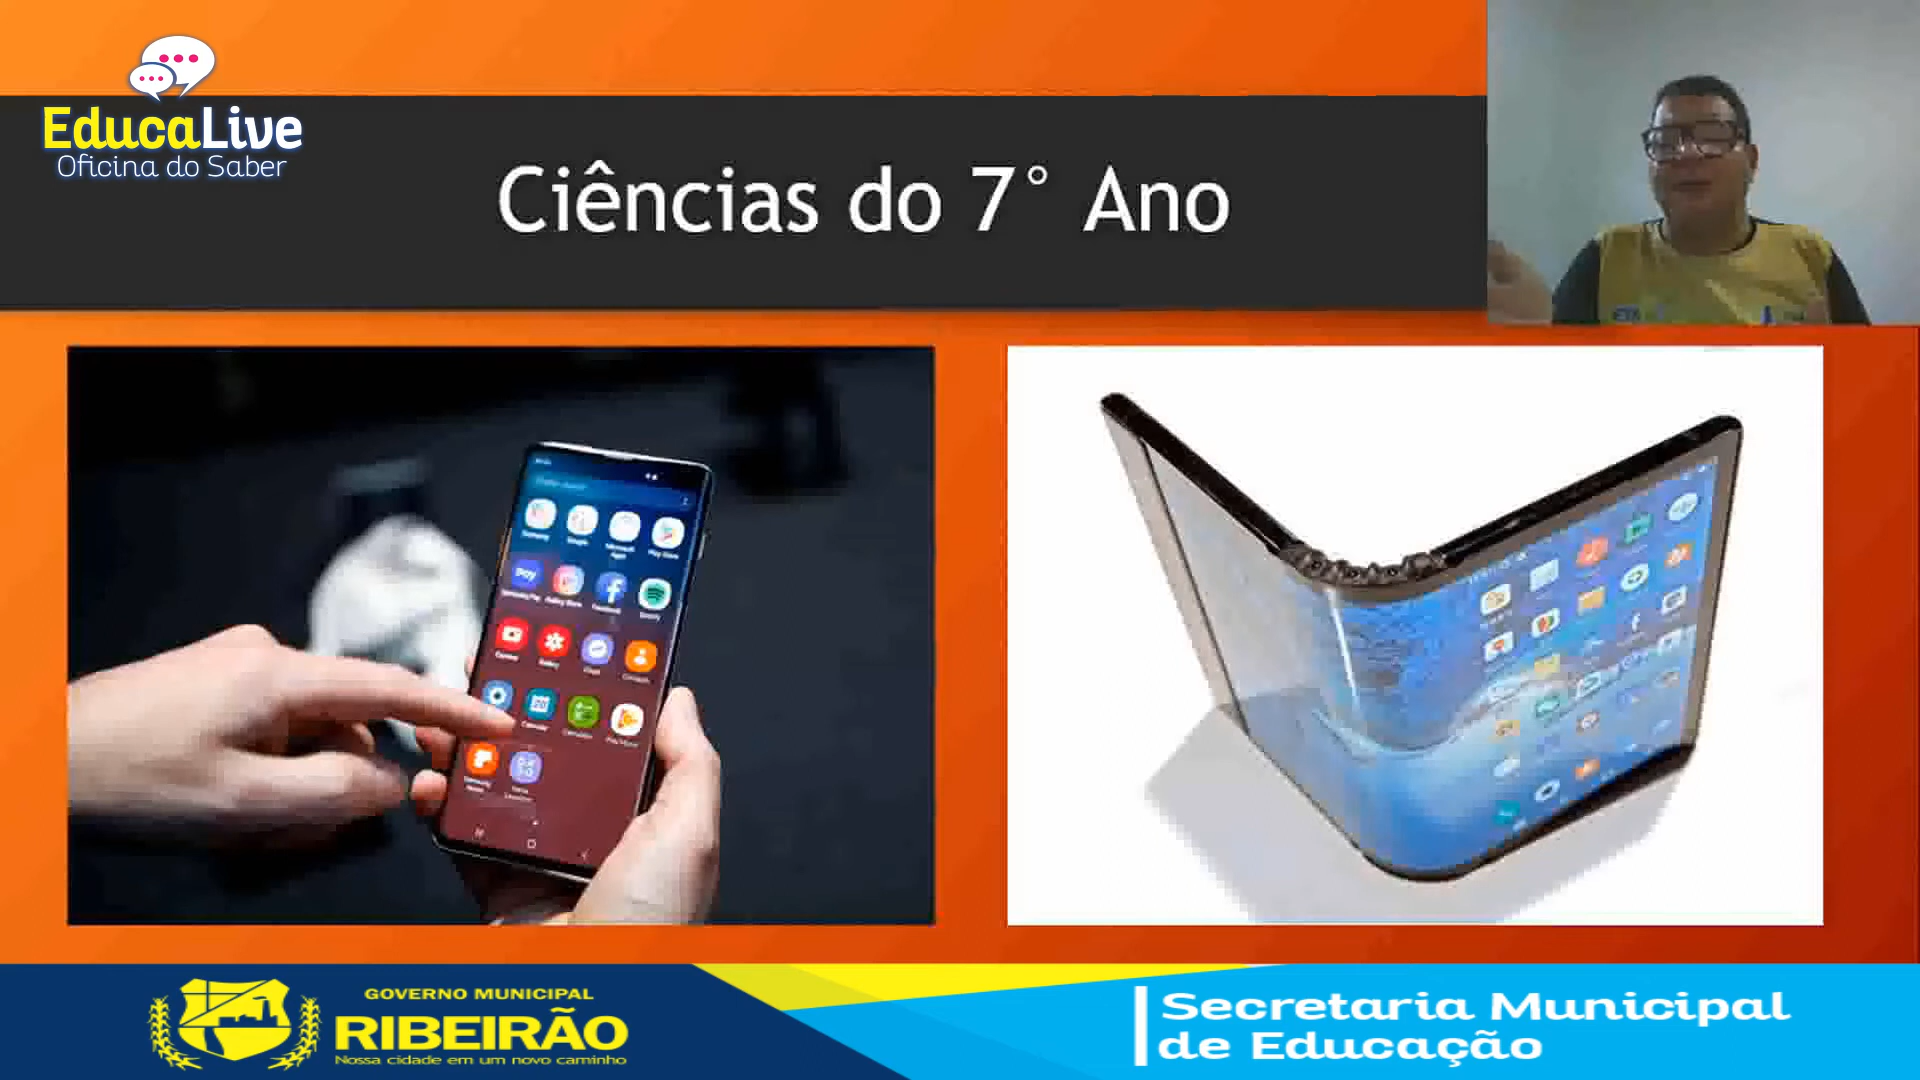 EducaLive
Oficina do Saber
Ciências do 7° Ano
GOVERNO MUNICIPAL
RIBEIRÃO
Nossa cidade em um novo caminho
Secretaria Municipal
de Educação